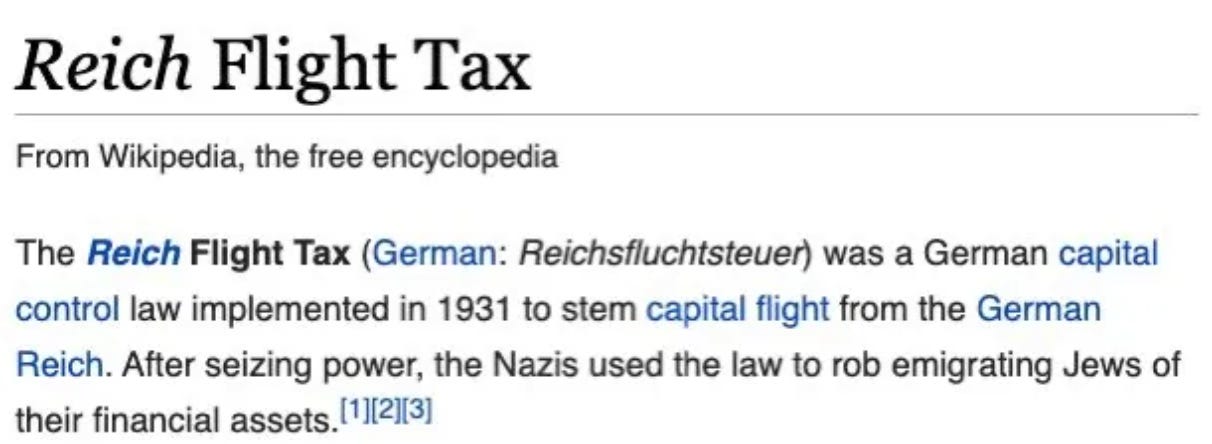 Reich Flight Tax
From Wikipedia, the free encyclopedia
The Reich Flight Tax (German: Reichsfluchtsteuer) was a German capital
control law implemented in 1931 to stem capital flight from the German
Reich. After seizing power, the Nazis used the law to rob emigrating Jews of
their financial assets.[1][2][3]